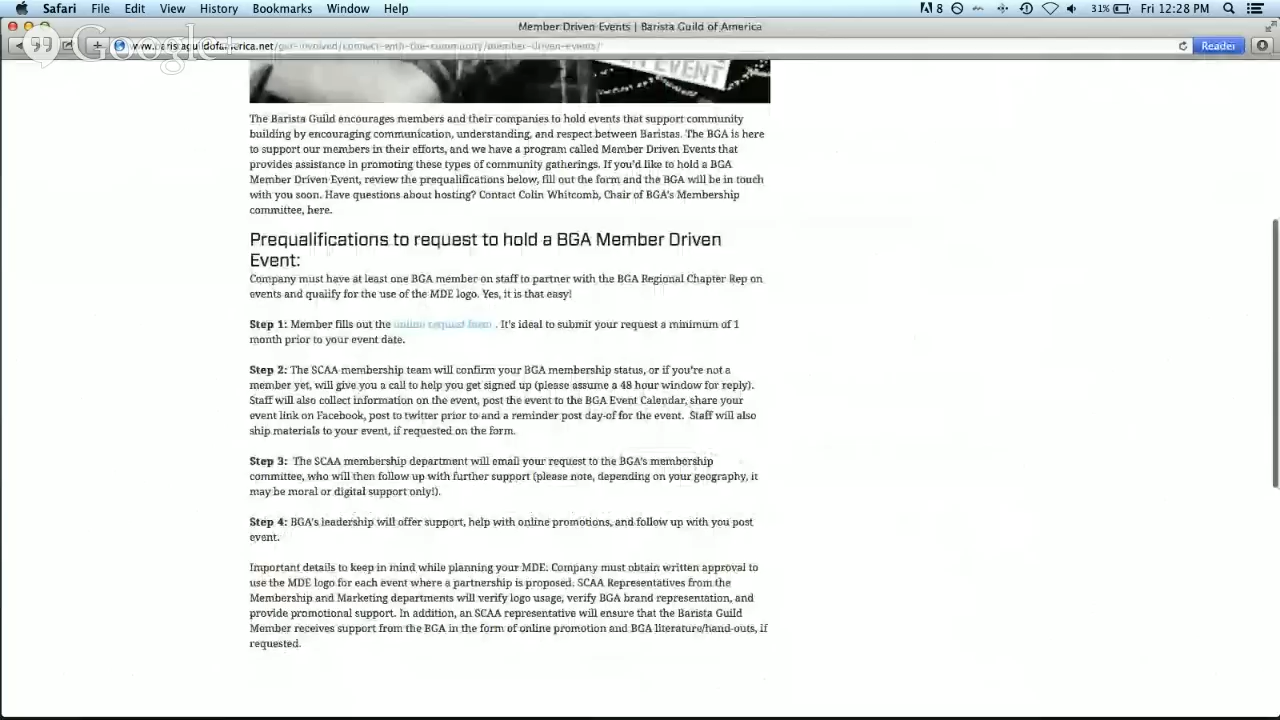 Safari File Edit View History Bookmarks Window Help 8 31% Fri 12:28 PM
Member Driven Events | Barista Guild of America
Google+
www.baristaguildofamerica.net/get-involved/connect-with-the-community/member-driven-events/
Reader
EN EVENT
The Barista Guild encourages members and their companies to hold events that support community
building by encouraging communication, understanding, and respect between Baristas. The BGA is here
to support our members in their efforts, and we have a program called Member Driven Events that
provides assistance in promoting these types of community gatherings. If you'd like to hold a BGA
Member Driven Event, review the prequalifications below, fill out the form and the BGA will be in touch
with you soon. Have questions about hosting? Contact Colin Whitcomb, Chair of BGA's Membership
committee, here.
Prequalifications to request to hold a BGA Member Driven
Event:
Company must have at least one BGA member on staff to partner with the BGA Regional Chapter Rep on
events and qualify for the use of the MDE logo. Yes, it is that easy!
Step 1: Member fills out the online request form . It's ideal to submit your request a minimum of 1
month prior to your event date.
Step 2: The SCAA membership team will confirm your BGA membership status, or if you're not a
member yet, will give you a call to help you get signed up (please assume a 48 hour window for reply).
Staff will also collect information on the event, post the event to the BGA Event Calendar, share your
event link on Facebook, post to twitter prior to and a reminder post day-of for the event. Staff will also
ship materials to your event, if requested on the form.
Step 3: The SCAA membership department will email your request to the BGA's membership
committee, who will then follow up with further support (please note, depending on your geography, it
may be moral or digital support only!).
Step 4: BGA's leadership will offer support, help with online promotions, and follow up with you post
event.
Important details to keep in mind while planning your MDE: Company must obtain written approval to
use the MDE logo for each event where a partnership is proposed. SCAA Representatives from the
Membership and Marketing departments will verify logo usage, verify BGA brand representation, and
provide promotional support. In addition, an SCAA representative will ensure that the Barista Guild
Member receives support from the BGA in the form of online promotion and BGA literature/hand-outs, if
requested.